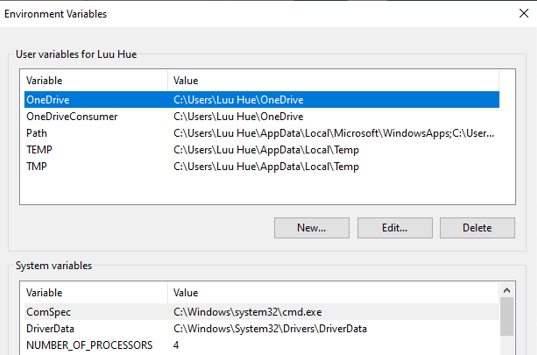 Environment Variables
User variables for Luu Hue
Variable Value
OneDrive C:\Users\Luu Hue\OneDrive
OneDriveConsumer C:\Users\Luu Hue\OneDrive
Path C:\Users\Luu Hue\AppData\Local\Microsoft\WindowsApps;C:\User...
TEMP C:\Users\Luu Hue\AppData\Local\Temp
TMP C:\Users\Luu Hue\AppData\Local\Temp
New... Edit... Delete
System variables
Variable Value
ComSpec C:\Windows\system32\cmd.exe
DriverData C:\Windows\System32\Drivers\DriverData
NUMBER_OF_PROCESSORS 4